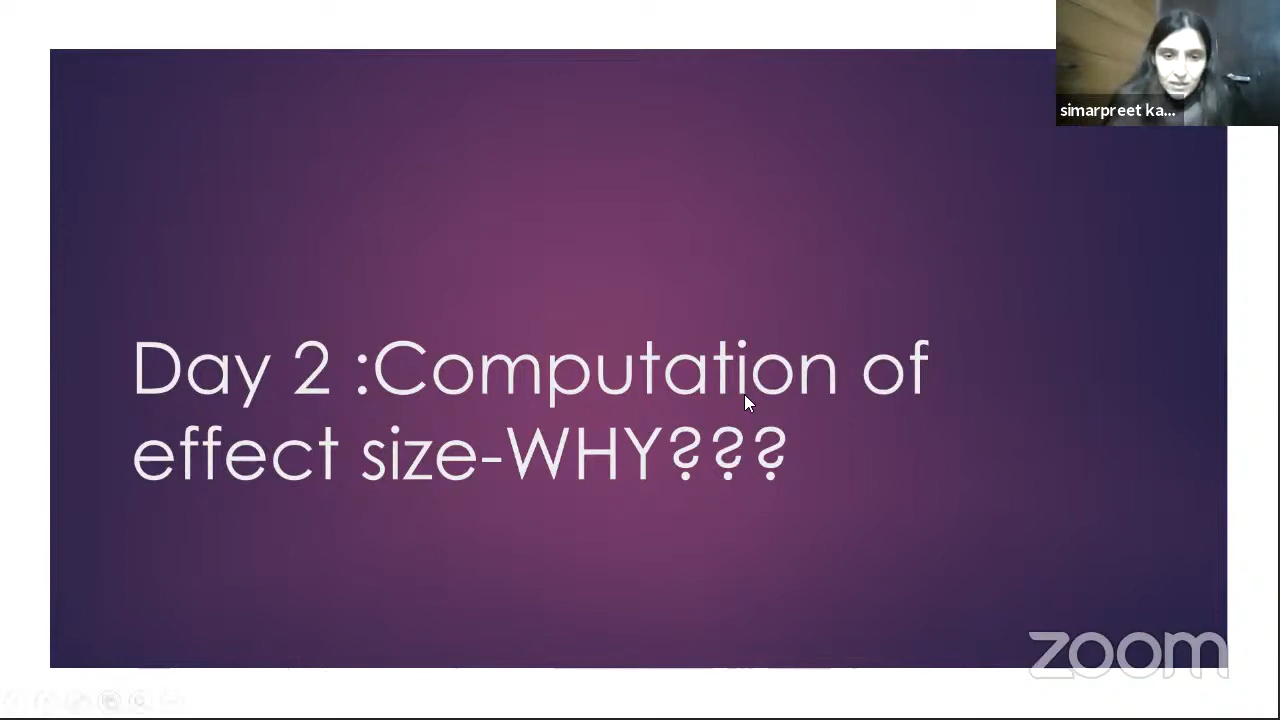 simarpreet ka...
Day 2 :Computation of
effect size-WHY???
zoom